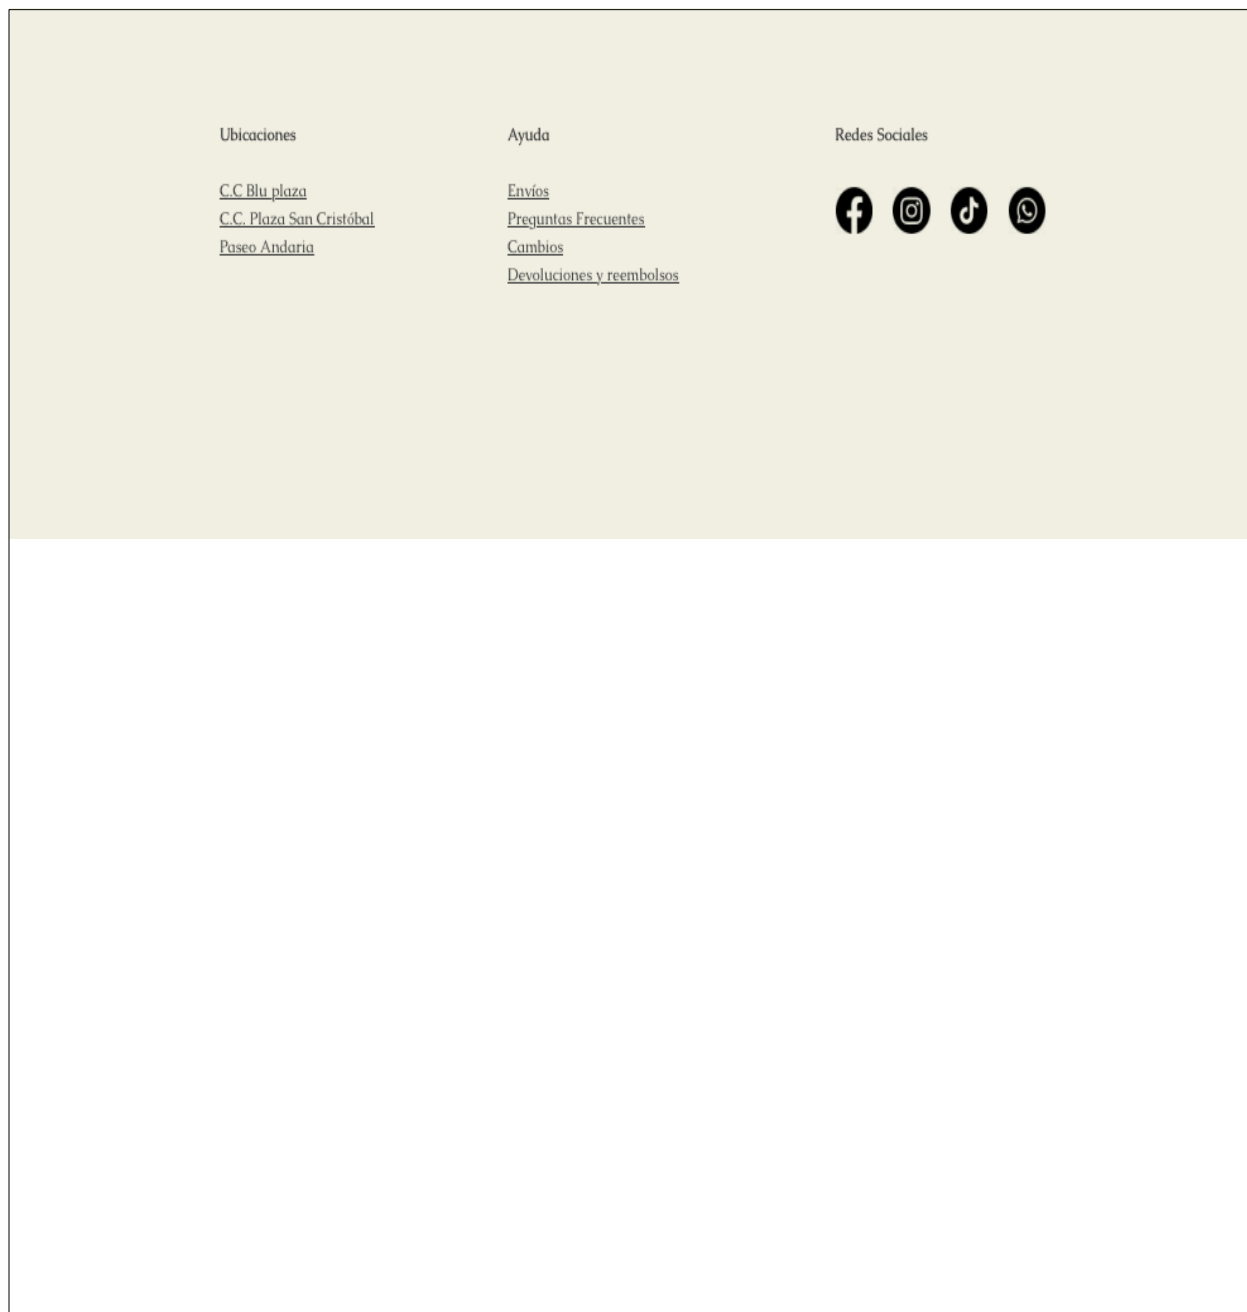 Ubicaciones
C.C Blu plaza
C.C. Plaza San Cristóbal
Paseo Andaria
Ayuda
Envíos
Preguntas Frecuentes
Cambios
Devoluciones y reembolsos
Redes Sociales